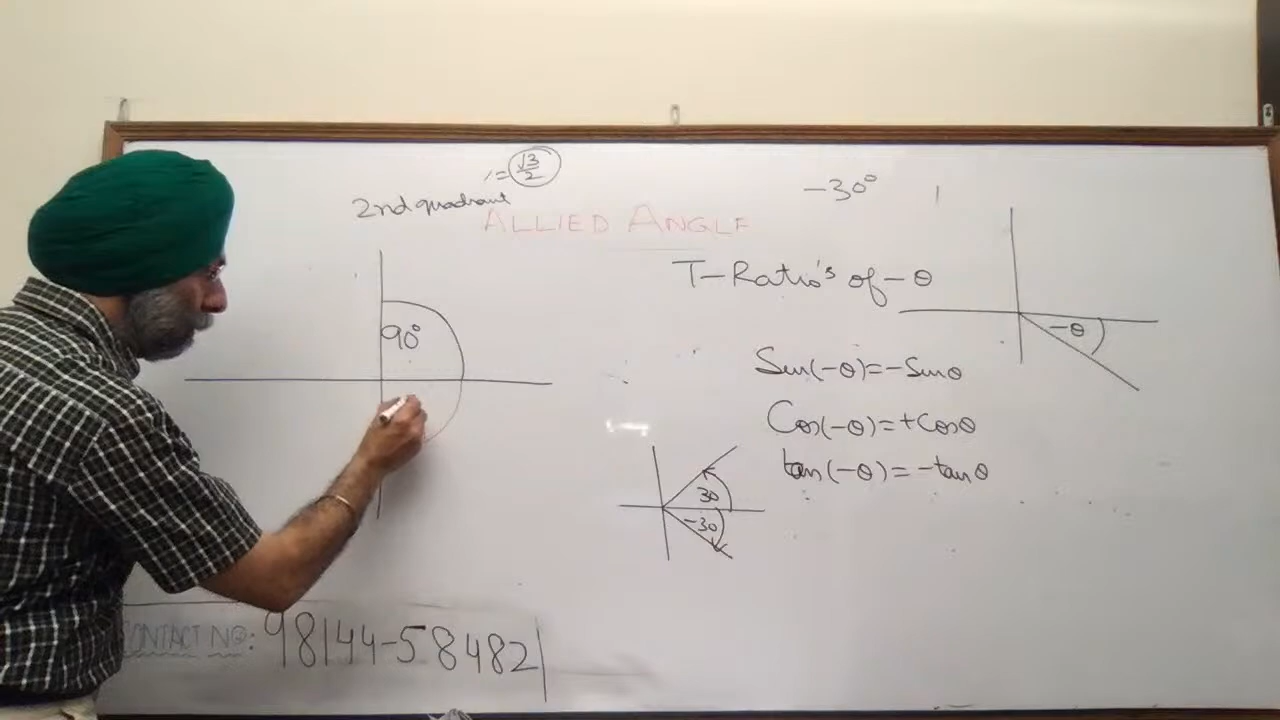 = √3/2
2nd quadrant
ALLIED ANGLE
90°
-30°
T-Ratio's of -θ
-θ
Sin(-θ)=-Sinθ
Cos(-θ)=+Cosθ
tan(-θ)=-tanθ
30
-30
CONTACT NO: 98144-58482